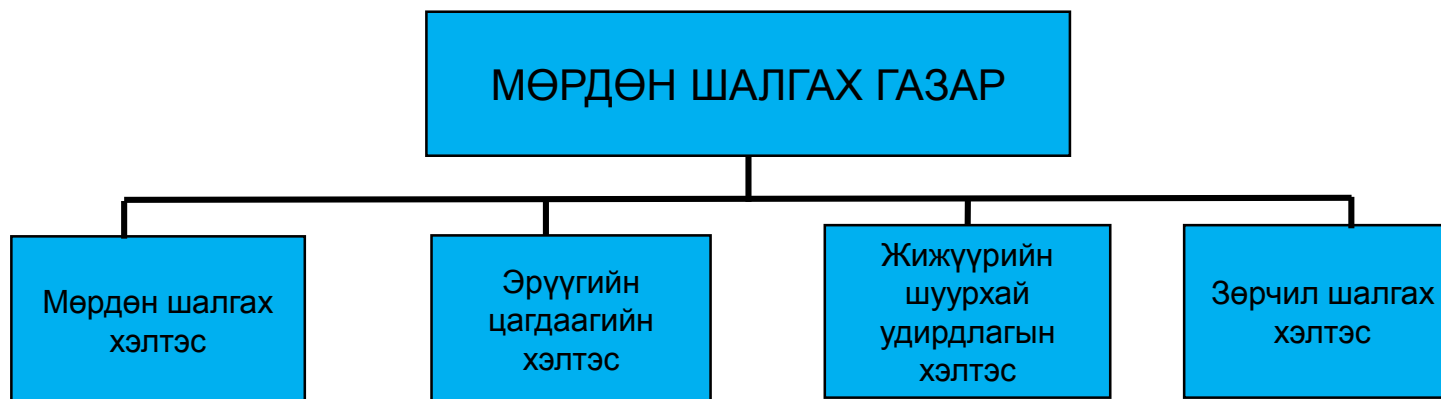 МӨРДӨН ШАЛГАХ ГАЗАР
Мөрдөн шалгах
хэлтэс
Эрүүгийн
цагдаагийн
хэлтэс
Жижүүрийн
шуурхай
удирдлагын
хэлтэс
Зөрчил шалгах
хэлтэс